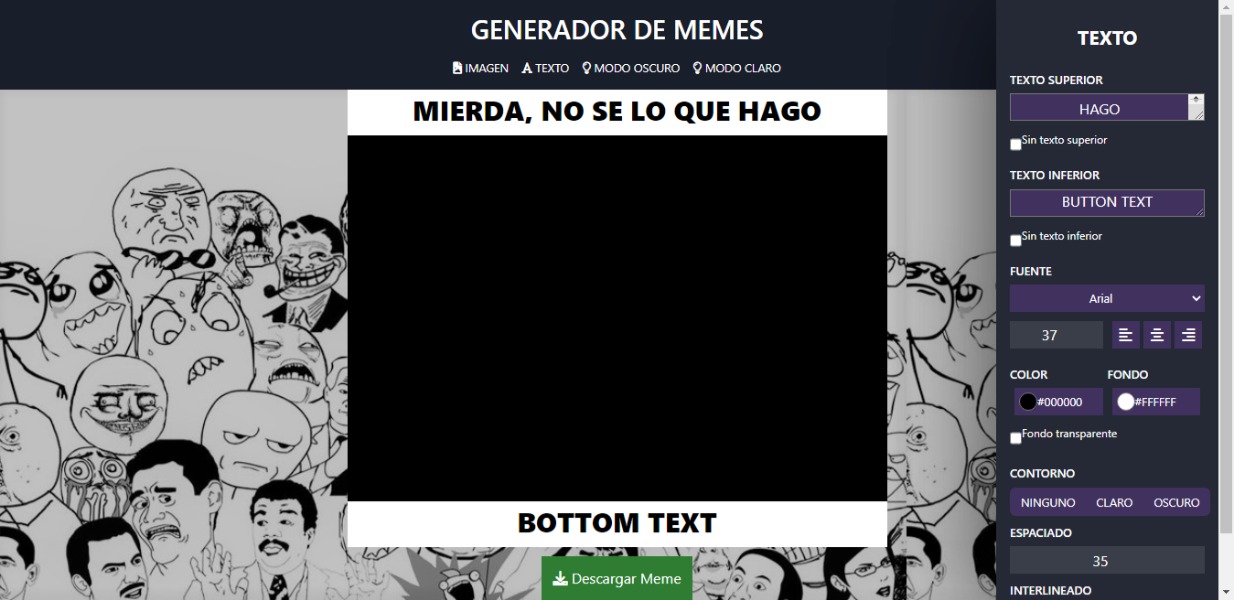 GENERADOR DE MEMES
IMAGEN TEXTO MODO OSCURO MODO CLARO
MIERDA, NO SE LO QUE HAGO
BOTTOM TEXT
Descargar Meme
TEXTO
TEXTO SUPERIOR
HAGO
Sin texto superior
TEXTO INFERIOR
BUTTON TEXT
Sin texto inferior
FUENTE
Arial
37
COLOR FONDO
#000000 #FFFFFF
Fondo transparente
CONTORNO
NINGUNO CLARO OSCURO
ESPACIADO
35
INTERLINEADO